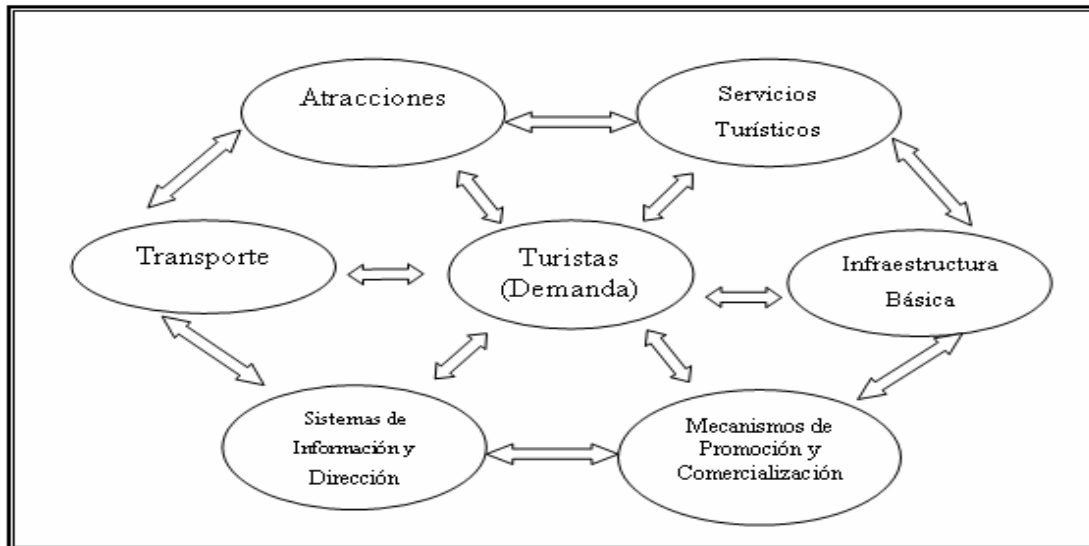 Atracciones
Servicios
Turísticos
Transporte
Turistas
(Demanda)
Infraestructura
Básica
Sistemas de
Información y
Dirección
Mecanismos de
Promoción y
Comercialización